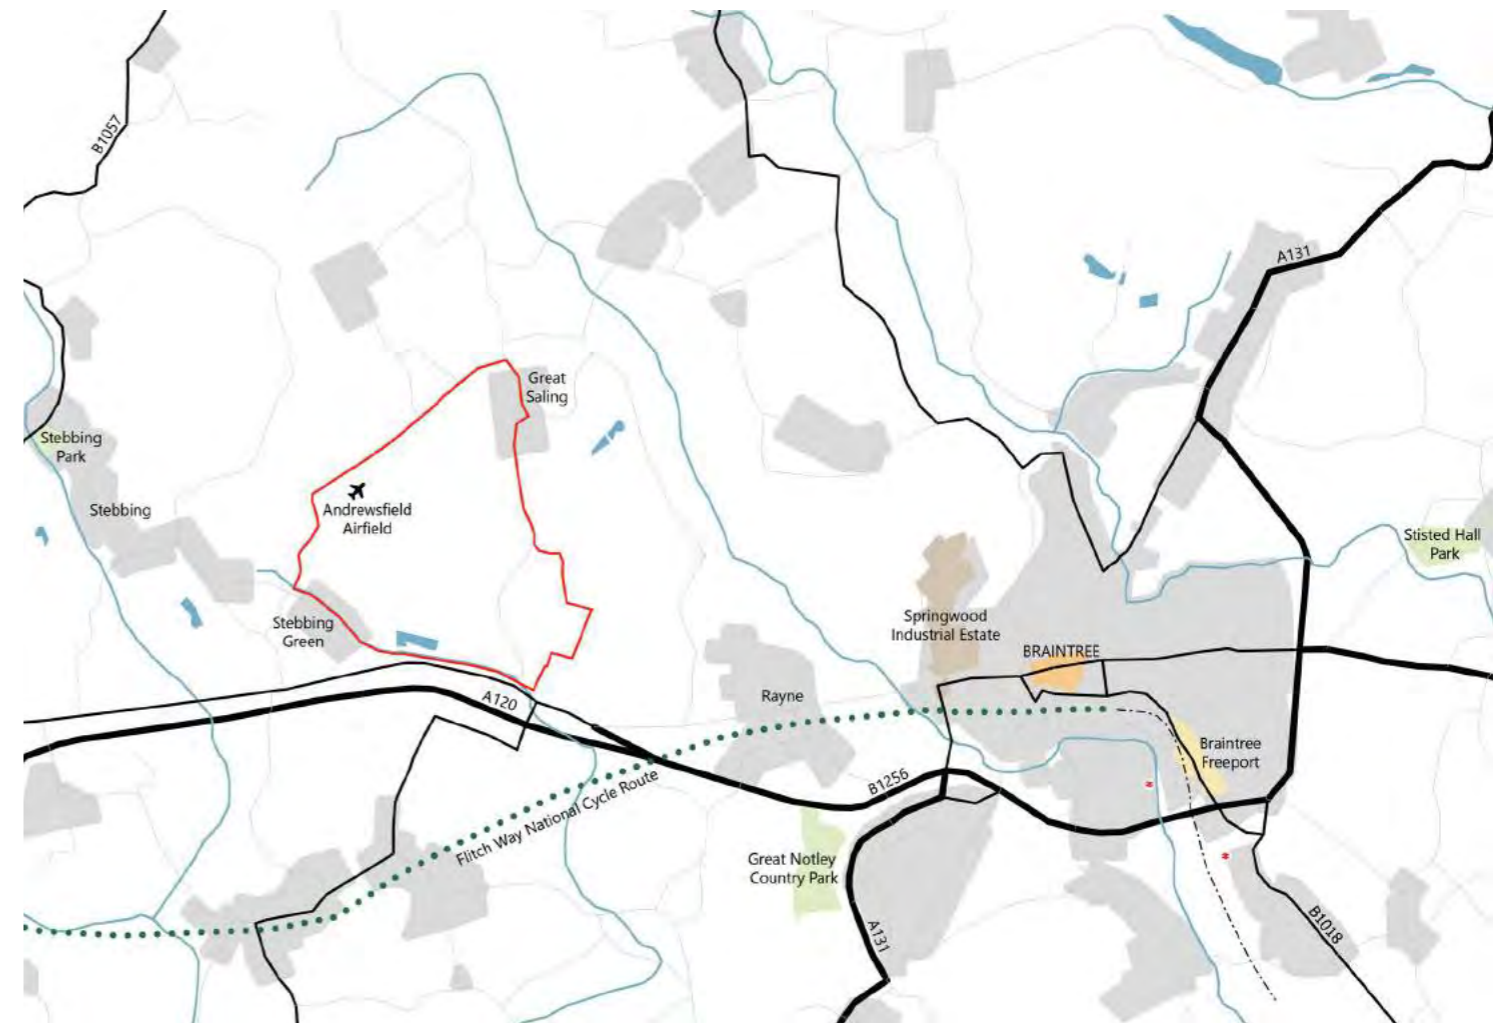 B1057
A131
Great
Saling
Stebbing
Park
Andrewsfield
Airfield
Stebbing
Stisted Hall
Park
Stebbing
Green
Springwood
Industrial Estate
BRAINTREE
Rayne
A120
Braintree
Freeport
B1256
Flitch Way National Cycle Route
Great Notley
Country Park
A131
B1018